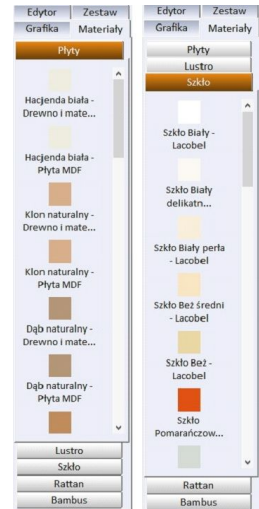 Edytor Zestaw
Grafika Materiały
Płyty
Hacjenda biała -
Drewno i mate...
Hacjenda biała -
Płyta MDF
Klon naturalny -
Drewno i mate...
Klon naturalny -
Płyta MDF
Dąb naturalny -
Drewno i mate...
Dąb naturalny -
Płyta MDF
Lustro
Szkło
Rattan
Bambus
Edytor Zestaw
Grafika Materiały
Płyty
Lustro
Szkło
Szkło Biały -
Lacobel
Szkło Biały
delikatn...
Szkło Biały perła
- Lacobel
Szkło Beż średni
- Lacobel
Szkło Beż -
Lacobel
Szkło
Pomarańczow...
Rattan
Bambus